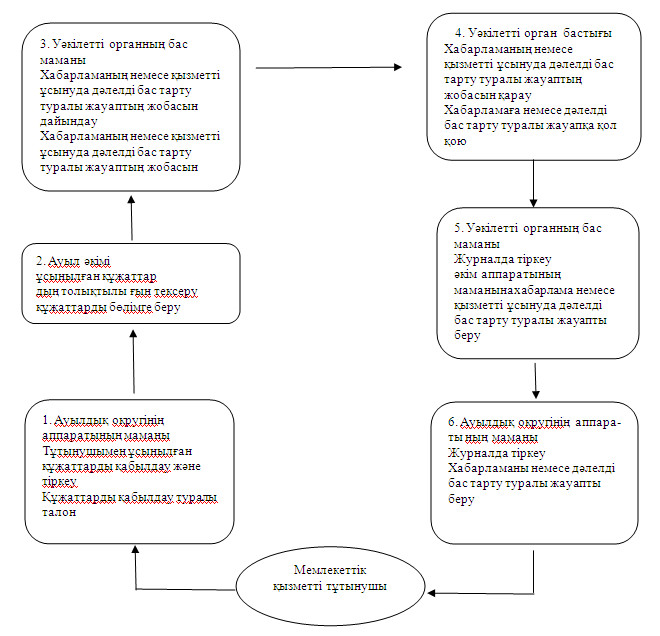 3. Уәкілетті органның бас
маманы
Хабарламаның немесе қызметті
ұсынуда дәлелді бас тарту
туралы жауаптың жобасын
дайындау
Хабарламаның немесе қызметті
ұсынуда дәлелді бас тарту
туралы жауаптың жобасын
4. Уәкілетті орган бастығы
Хабарламаның немесе
қызметті ұсынуда дәлелді бас
тарту туралы жауаптың
жобасын қарау
Хабарламаға немесе дәлелді
бас тарту туралы жауапқа қол
қою
2. Ауыл әкімі
ұсынылған құжаттар
дың толықтылы ғын тексеру
құжаттарды бөлімге беру
5. Уәкілетті органның бас
маманы
Журналда тіркеу
әкім аппаратының
маманынахабарлама немесе
қызметті ұсынуда дәлелді
бас тарту туралы жауапты
беру
1. Ауылдық округінің
аппаратының маманы
Тұтынушымен ұсынылған
құжаттарды қабылдау және
тіркеу
Құжаттарды қабылдау туралы
талон
6. Ауылдық округінің аппара-
ты ның маманы
Журналда тіркеу
Хабарламаны немесе дәлелді
бас тарту туралы жауапты
беру
Мемлекеттік
қызметті тұтынушы